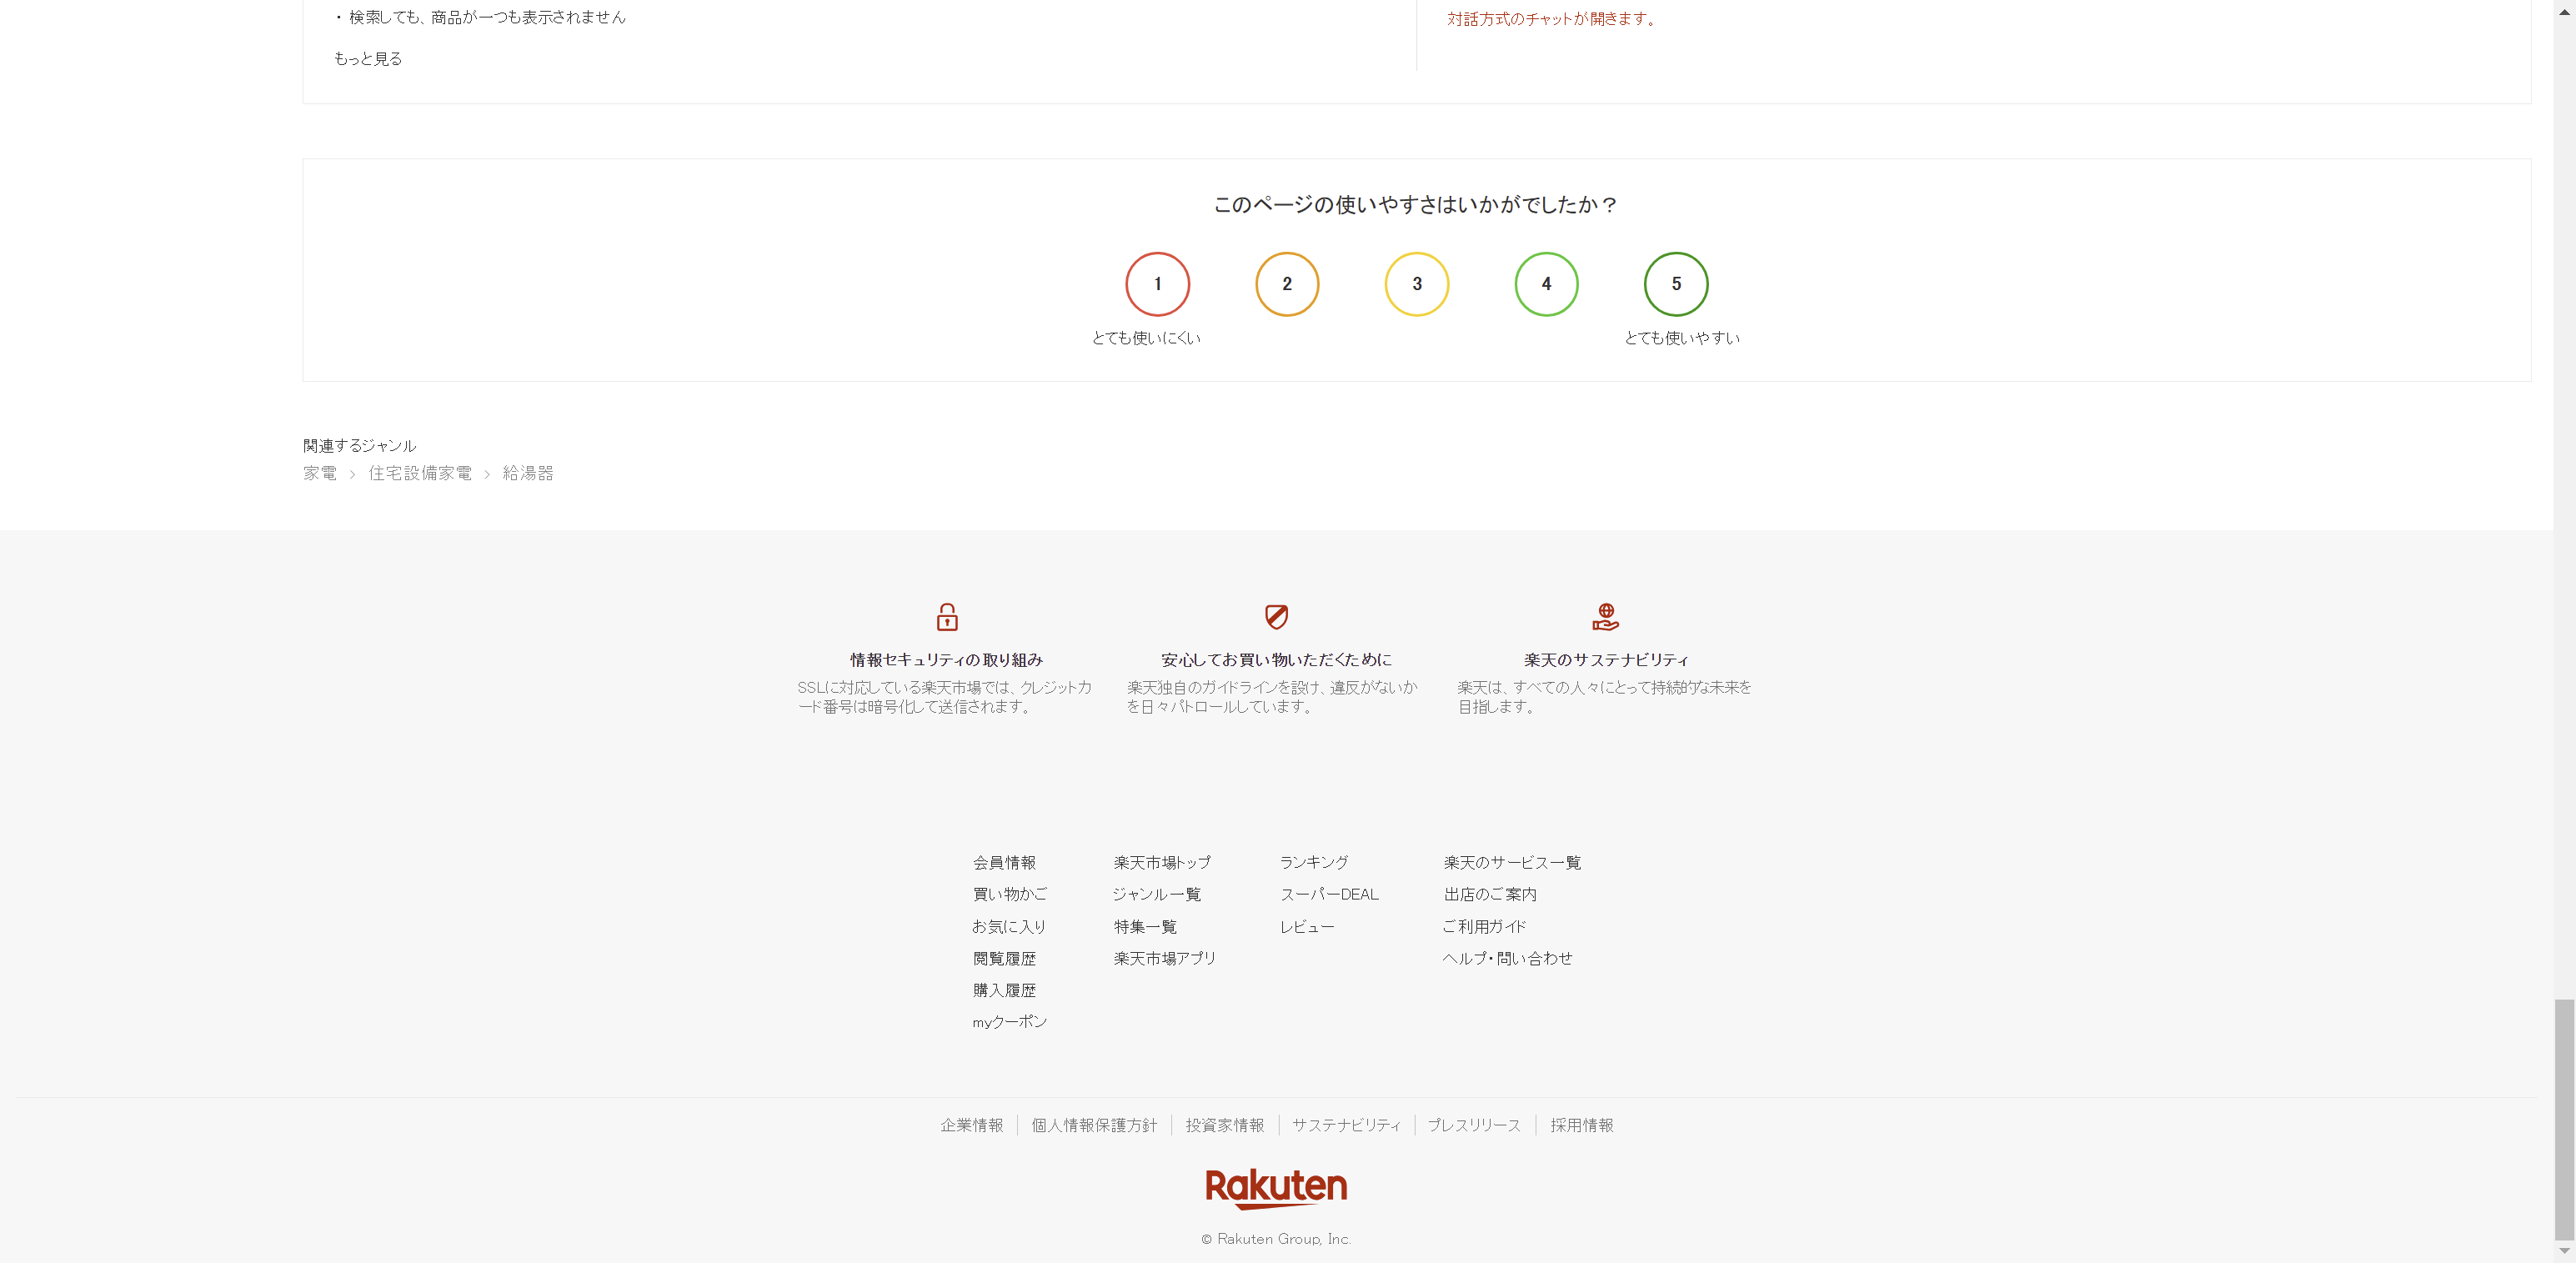 ・ 検索しても、商品が一つも表示されません
もっと見る
対話方式のチャットが開きます。
このページの使いやすさはいかがでしたか？
1 2 3 4 5
とても使いにくい とても使いやすい
関連するジャンル
家電 > 住宅設備家電 > 給湯器
情報セキュリティの取り組み
SSLに対応している楽天市場では、クレジットカ
ード番号は暗号化して送信されます。
安心してお買い物いただくために
楽天独自のガイドラインを設け、違反がないか
を日々パトロールしています。
楽天のサステナビリティ
楽天は、すべての人々にとって持続的な未来を
目指します。
会員情報
買い物かご
お気に入り
閲覧履歴
購入履歴
myクーポン
楽天市場トップ
ジャンル一覧
特集一覧
楽天市場アプリ
ランキング
スーパーDEAL
レビュー
楽天のサービス一覧
出店のご案内
ご利用ガイド
ヘルプ・問い合わせ
企業情報 個人情報保護方針 投資家情報 サステナビリティ プレスリリース 採用情報
Rakuten
© Rakuten Group, Inc.